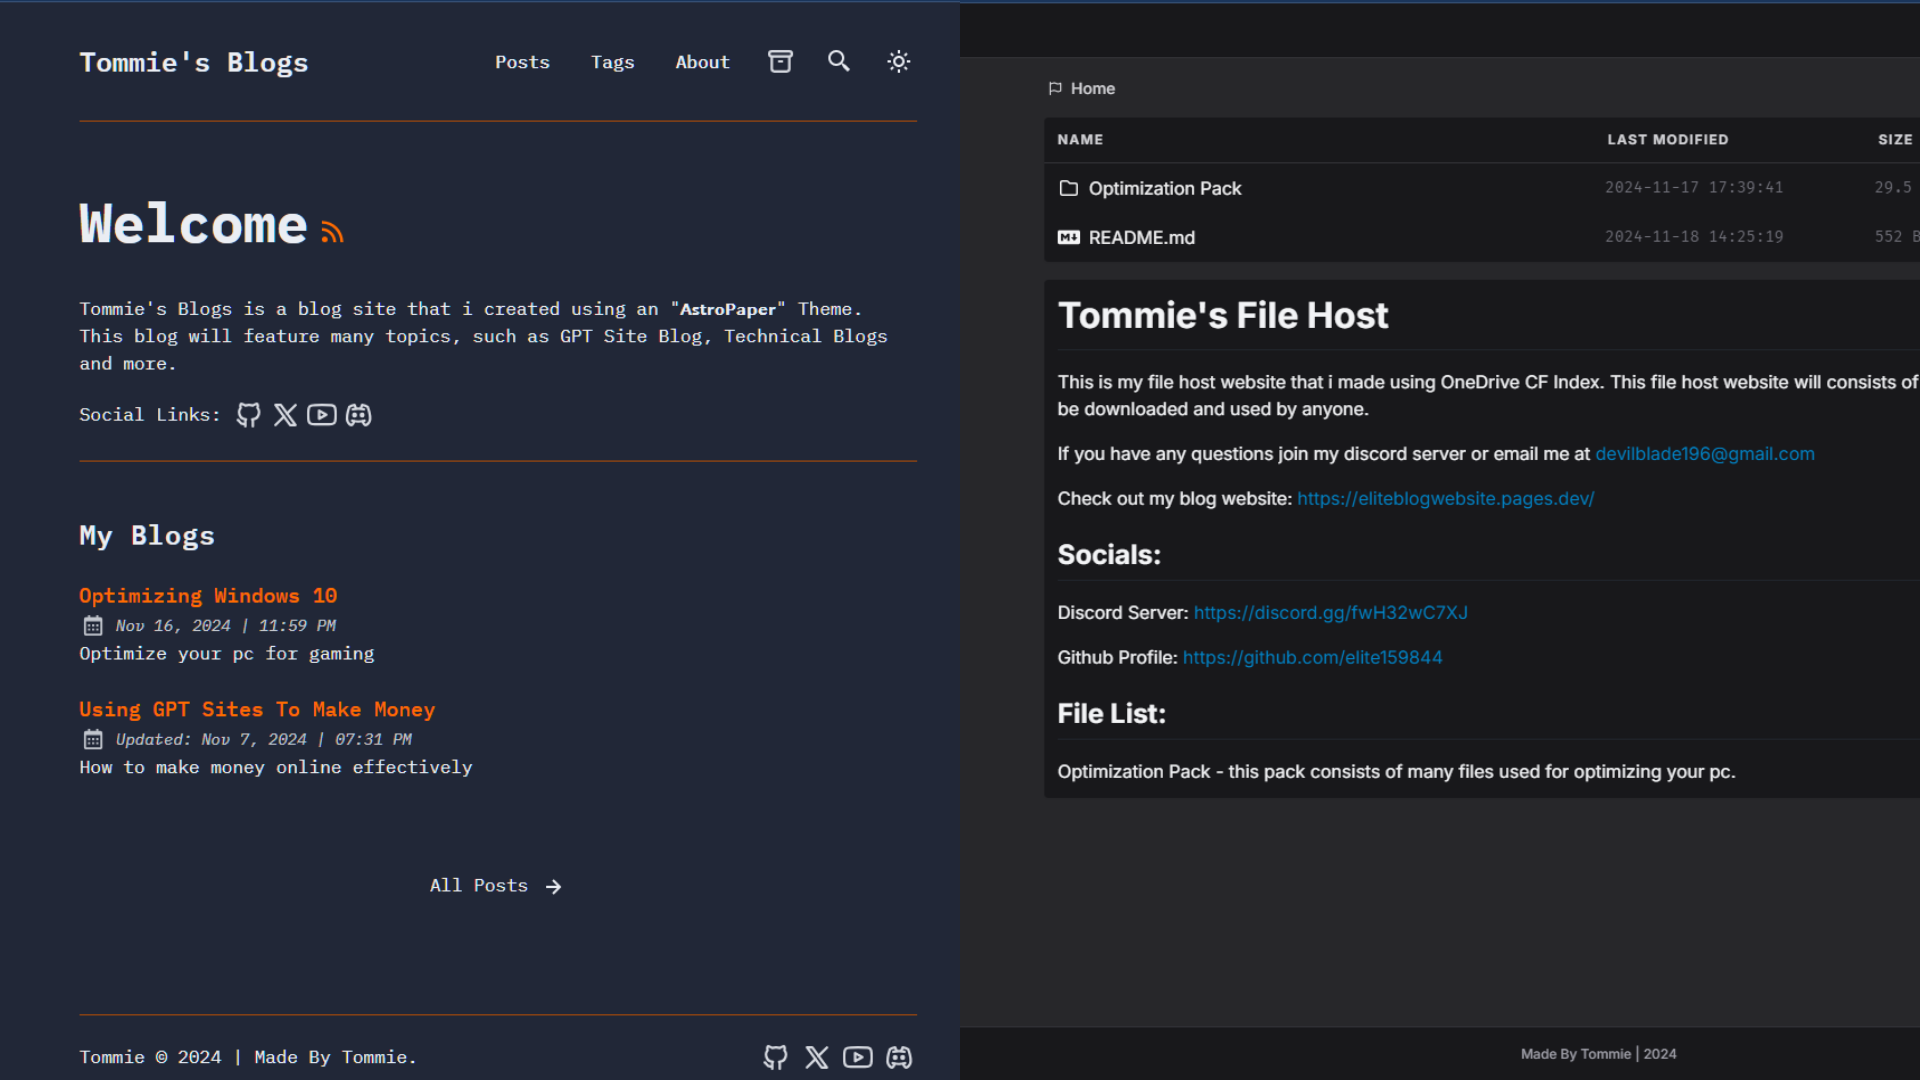 Tommie's Blogs
Posts
Tags
About
Welcome
Tommie's Blogs is a blog site that i created using an "AstroPaper" Theme.
This blog will feature many topics, such as GPT Site Blog, Technical Blogs
and more.
Social Links:
My Blogs
Optimizing Windows 10
Nov 16, 2024 | 11:59 PM
Optimize your pc for gaming
Using GPT Sites To Make Money
Updated: Nov 7, 2024 | 07:31 PM
How to make money online effectively
All Posts
Tommie © 2024 | Made By Tommie.
Home
NAME LAST MODIFIED SIZE
Optimization Pack 2024-11-17 17:39:41 29.5
README.md 2024-11-18 14:25:19 552 B
Tommie's File Host
This is my file host website that i made using OneDrive CF Index. This file host website will consists of
be downloaded and used by anyone.
If you have any questions join my discord server or email me at devilblade196@gmail.com
Check out my blog website: https://eliteblogwebsite.pages.dev/
Socials:
Discord Server: https://discord.gg/fwH32wC7XJ
Github Profile: https://github.com/elite159844
File List:
Optimization Pack - this pack consists of many files used for optimizing your pc.
Made By Tommie | 2024